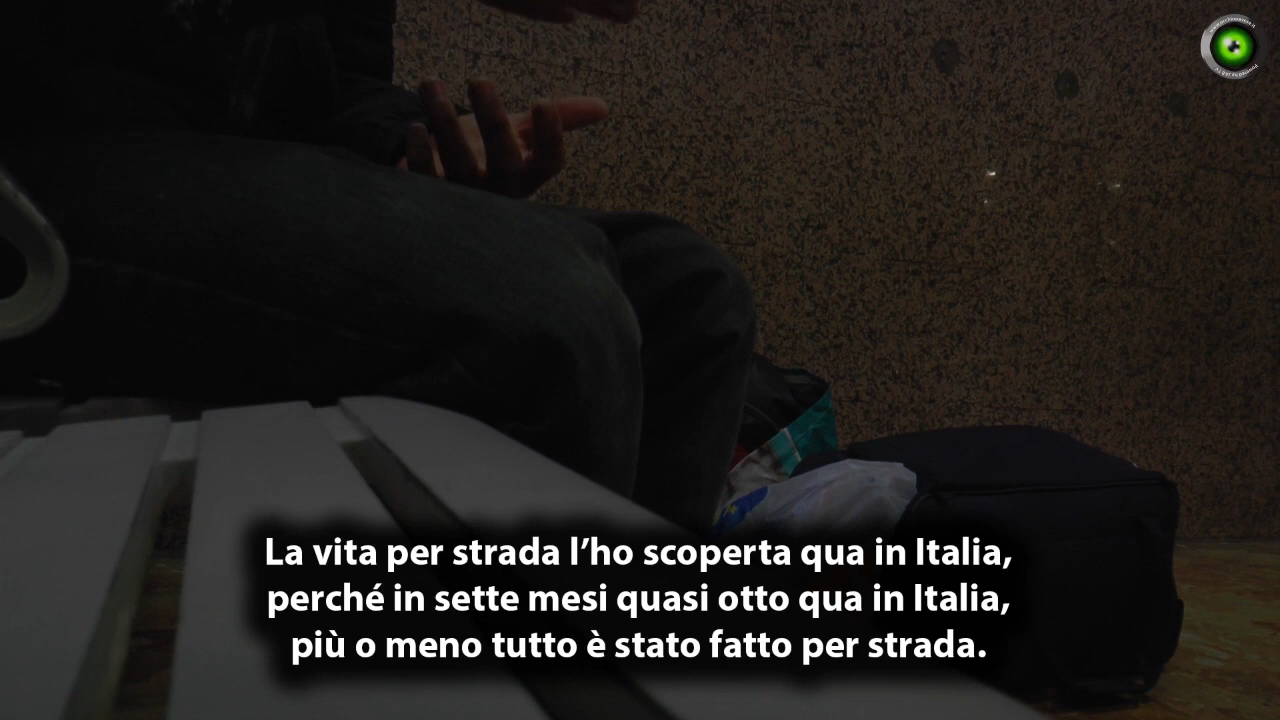 La vita per strada l’ho scoperta qua in Italia,
perché in sette mesi quasi otto qua in Italia,
più o meno tutto è stato fatto per strada.